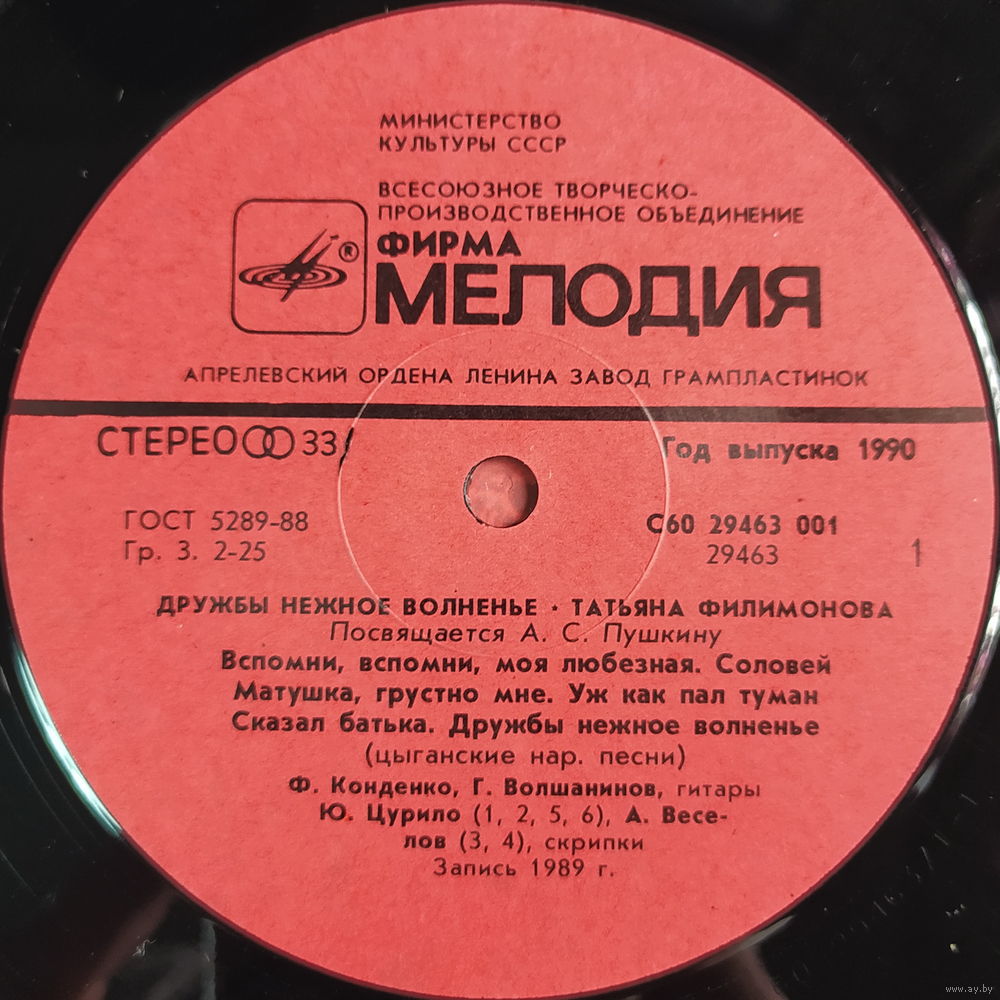 МИНИСТЕРСТВО
КУЛЬТУРЫ СССР
ВСЕСОЮЗНОЕ ТВОРЧЕСКО-
ПРОИЗВОДСТВЕННОЕ ОБЪЕДИНЕНИЕ
®
ФИРМА
МЕЛОДИЯ
АПРЕЛЕВСКИЙ ОРДЕНА ЛЕНИНА ЗАВОД ГРАМПЛАСТИНОК
СТЕРЕО 33 Год выпуска 1990
ГОСТ 5289-88 С60 29463 001
Гр. 3. 2-25 29463 1
ДРУЖБЫ НЕЖНОЕ ВОЛНЕНЬЕ · ТАТЬЯНА ФИЛИМОНОВА
Посвящается А. С. Пушкину
Вспомни, вспомни, моя любезная. Соловей
Матушка, грустно мне. Уж как пал туман
Сказал батька. Дружбы нежное волненье
(цыганские нар. песни)
Ф. Конденко, Г. Волшанинов, гитары
Ю. Цурило (1, 2, 5, 6), А. Весе-
лов (3, 4), скрипки
Запись 1989 г.
www.ay.by